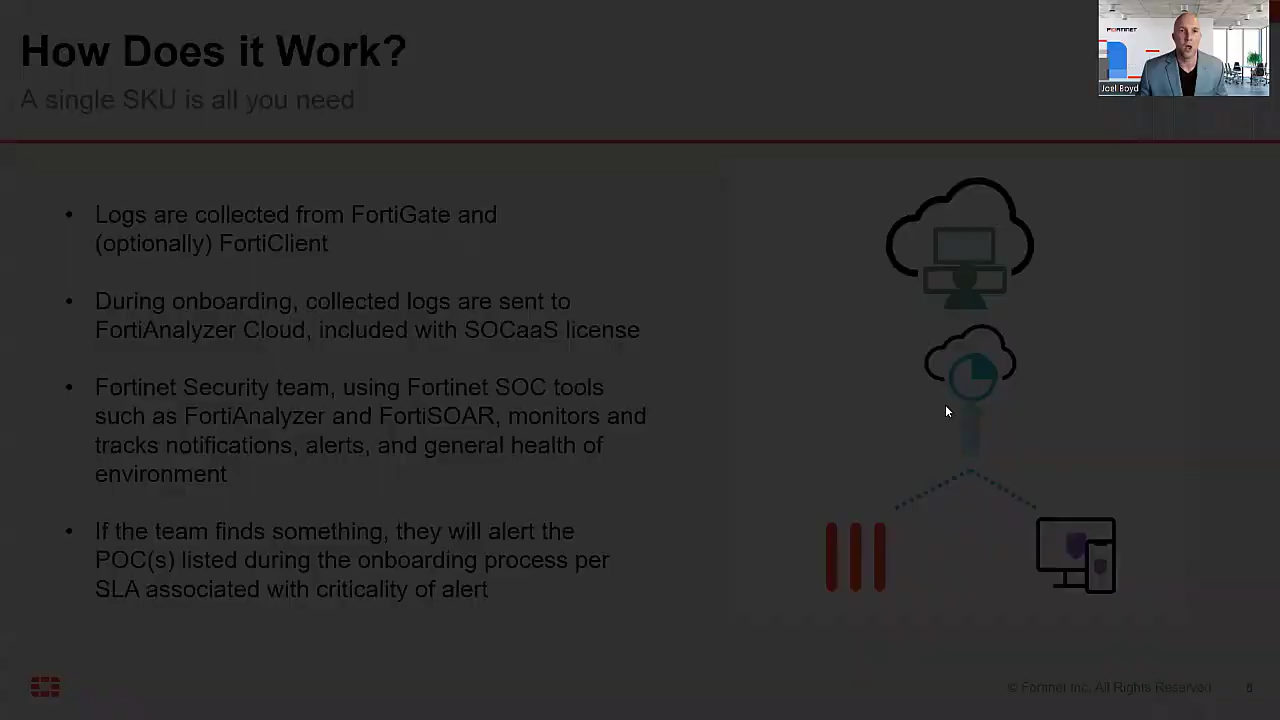 How Does it Work?
A single SKU is all you need
FORTINET
Joel Boyd
• Logs are collected from FortiGate and
(optionally) FortiClient
• During onboarding, collected logs are sent to
FortiAnalyzer Cloud, included with SOCaaS license
• Fortinet Security team, using Fortinet SOC tools
such as FortiAnalyzer and FortiSOAR, monitors and
tracks notifications, alerts, and general health of
environment
• If the team finds something, they will alert the
POC(s) listed during the onboarding process per
SLA associated with criticality of alert
© Fortinet Inc. All Rights Reserved.